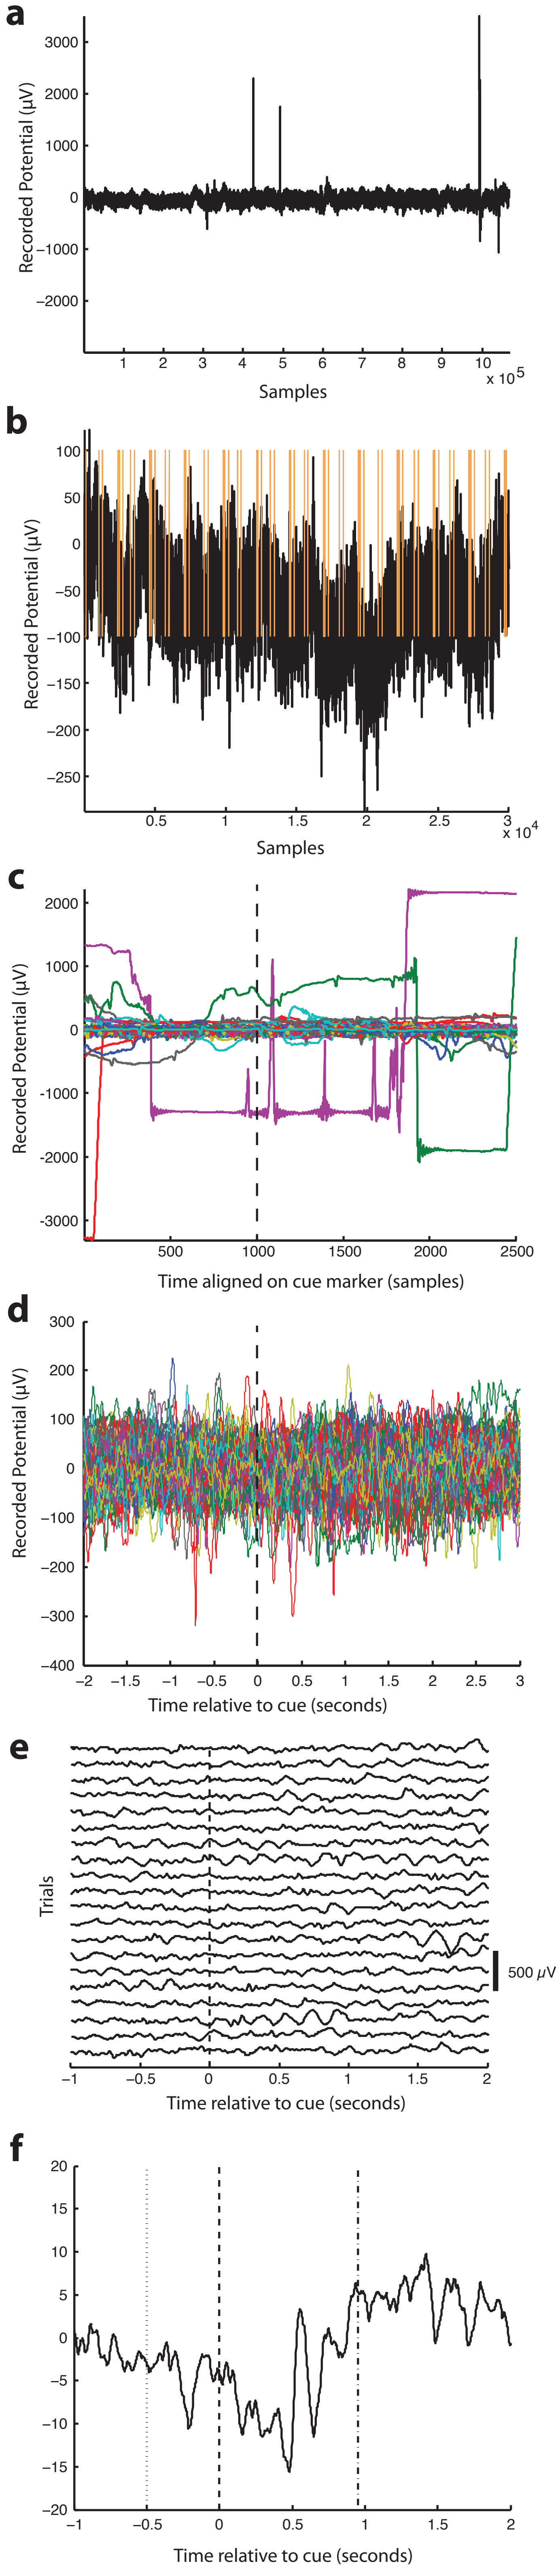 a
Recorded Potential (µV)
3000
2000
1000
0
−1000
−2000
1 2 3 4 5 6 7 8 9 10
x 10^5
Samples
b
Recorded Potential (µV)
100
50
0
−50
−100
−150
−200
−250
0.5 1 1.5 2 2.5 3
x 10^4
Samples
c
Recorded Potential (µV)
2000
1000
0
-1000
-2000
-3000
500 1000 1500 2000 2500
Time aligned on cue marker (samples)
d
Recorded Potential (µV)
300
200
100
0
−100
−200
−300
−400
−2 −1.5 −1 −0.5 0 0.5 1 1.5 2 2.5 3
Time relative to cue (seconds)
e
Trials
500 µV
−1 −0.5 0 0.5 1 1.5 2
Time relative to cue (seconds)
f
20
15
10
5
0
−5
−10
−15
−20
−1 −0.5 0 0.5 1 1.5 2
Time relative to cue (seconds)